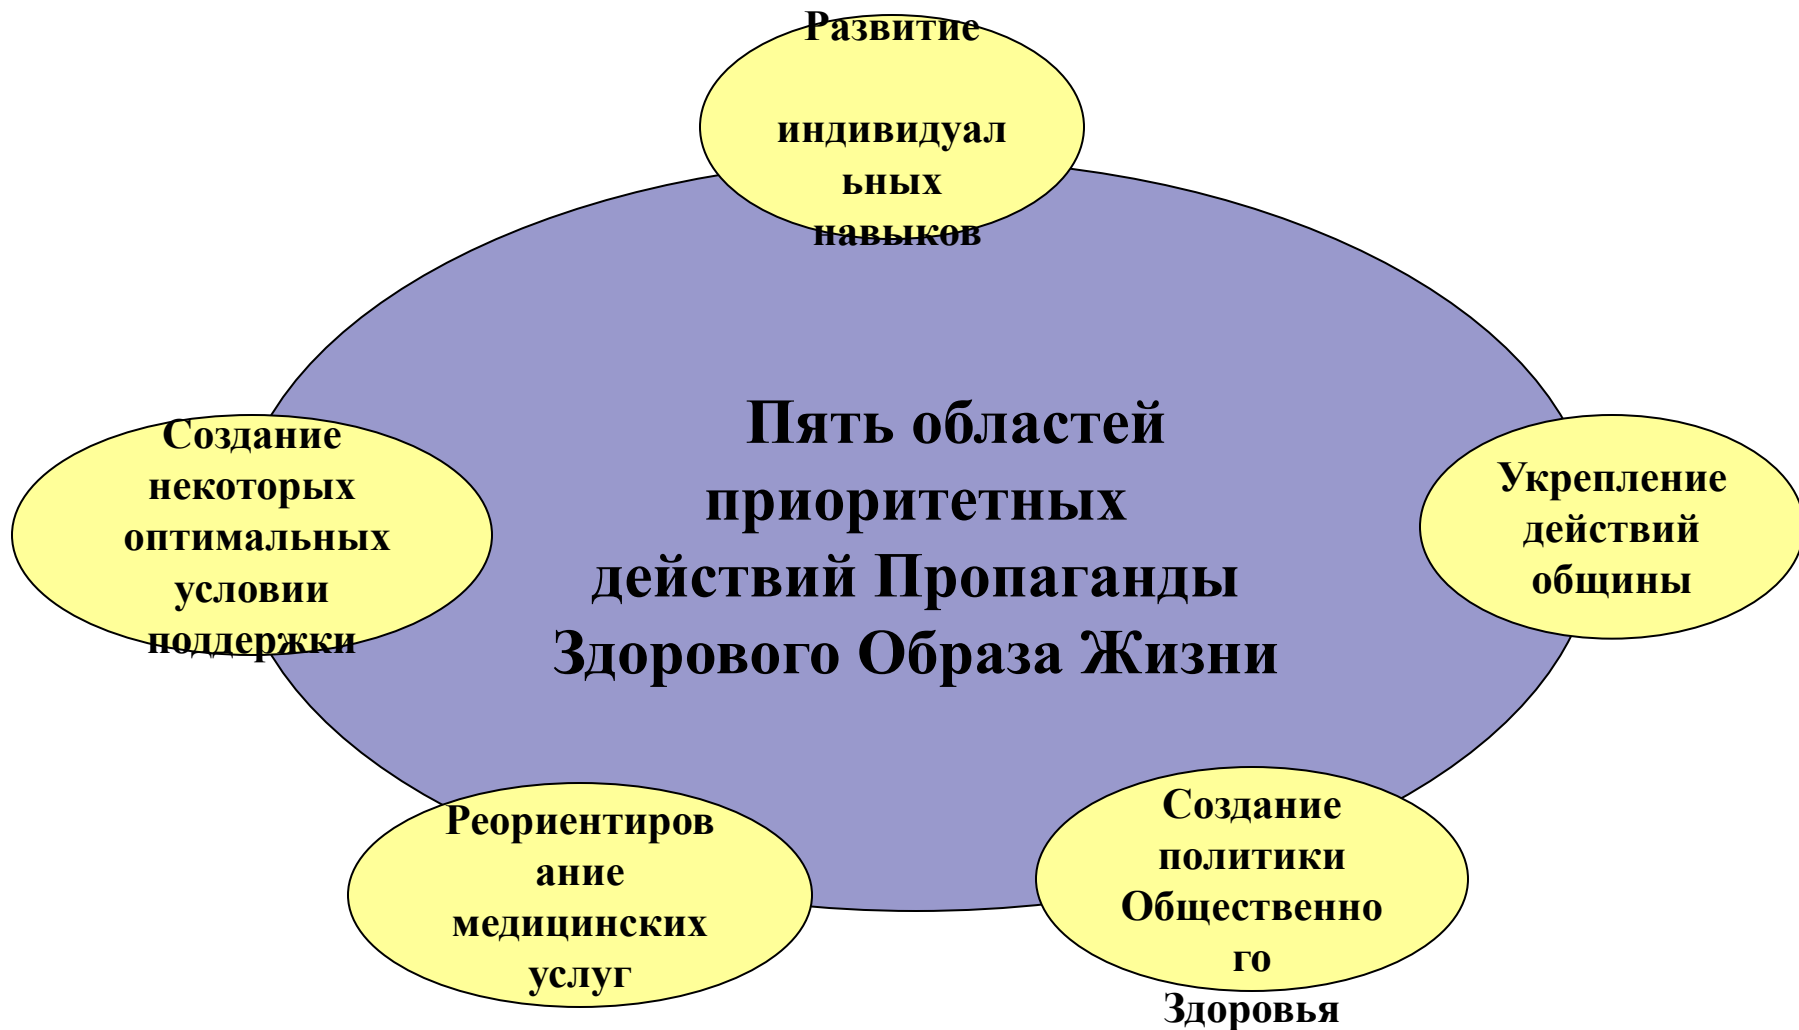 Развитие
индивидуал
ьных
навыков
Создание
некоторых
оптимальных
условии
поддержки
Пять областей
приоритетных
действий Пропаганды
Здорового Образа Жизни
Укрепление
действий
общины
Реориентиров
ание
медицинских
услуг
Создание
политики
Общественно
го
Здоровья